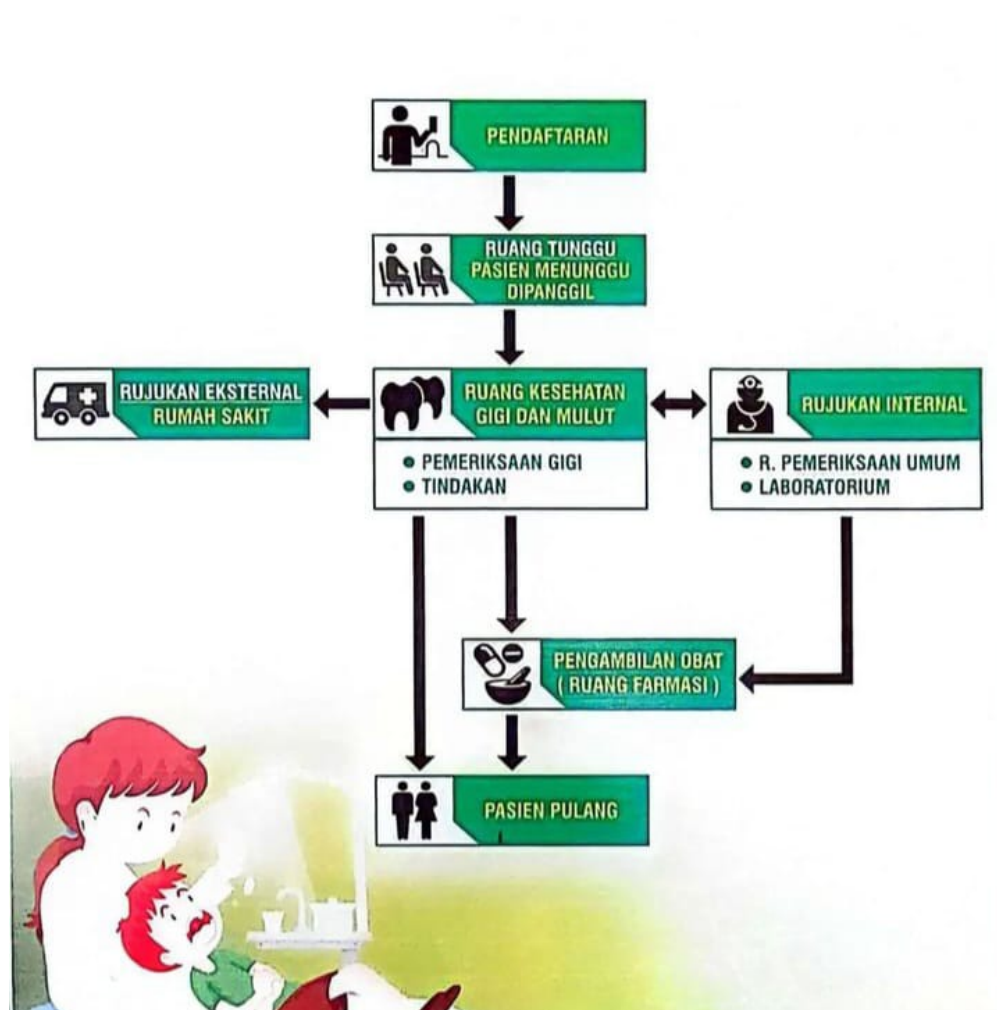 PENDAFTARAN
RUANG TUNGGU
PASIEN MENUNGGU
DIPANGGIL
RUJUKAN EKSTERNAL
RUMAH SAKIT
RUANG KESEHATAN
GIGI DAN MULUT
● PEMERIKSAAN GIGI
● TINDAKAN
RUJUKAN INTERNAL
● R. PEMERIKSAAN UMUM
● LABORATORIUM
PENGAMBILAN OBAT
( RUANG FARMASI )
PASIEN PULANG